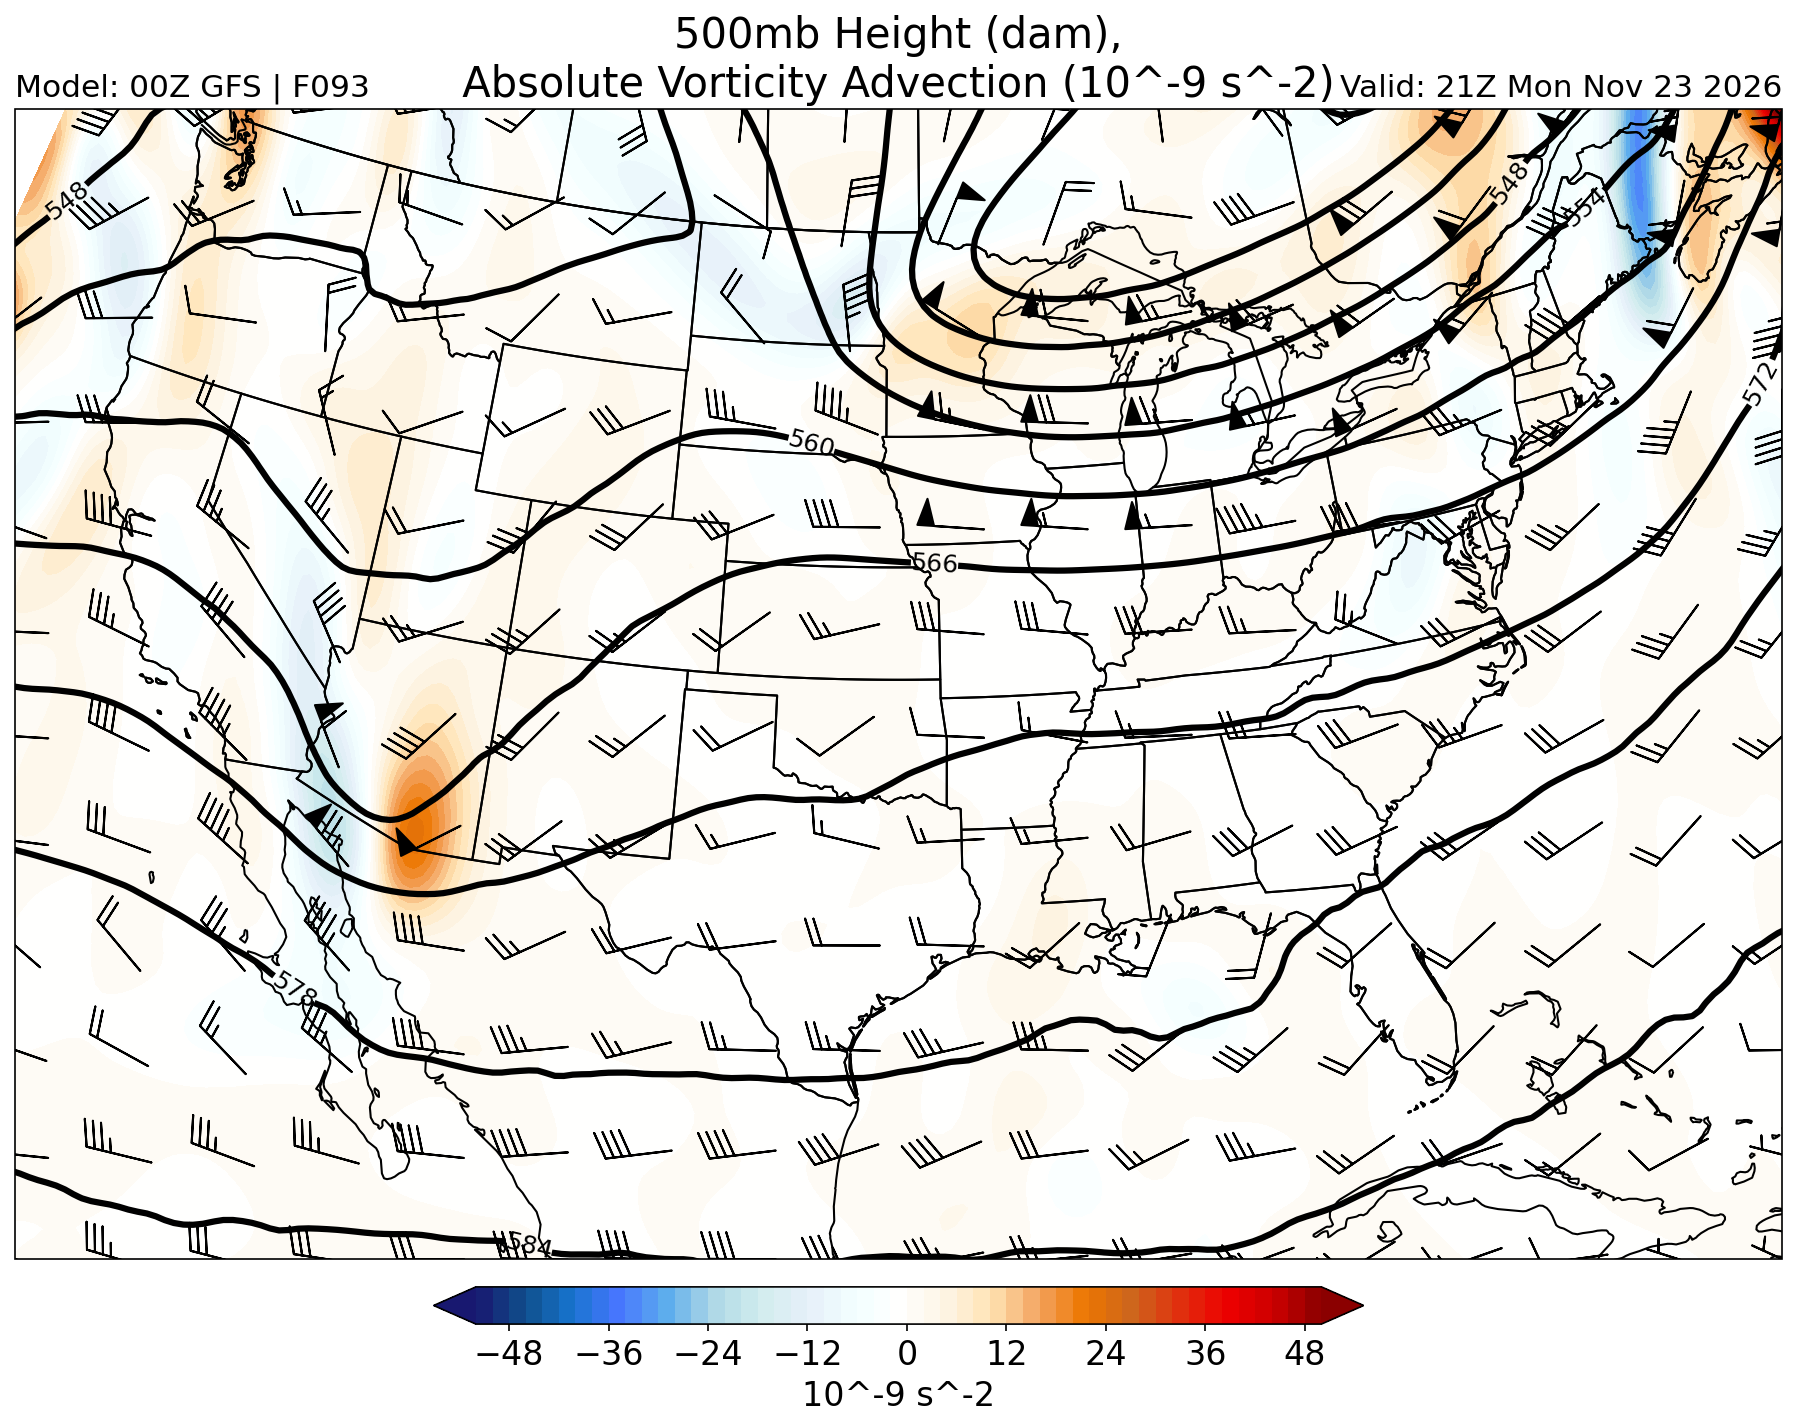 500mb Height (dam),
Model: 00Z GFS | F093
Absolute Vorticity Advection (10^-9 s^-2)
Valid: 21Z Mon Nov 23 2026
548
548
554
572
560
566
578
584
−48 −36 −24 −12 0 12 24 36 48
10^-9 s^-2